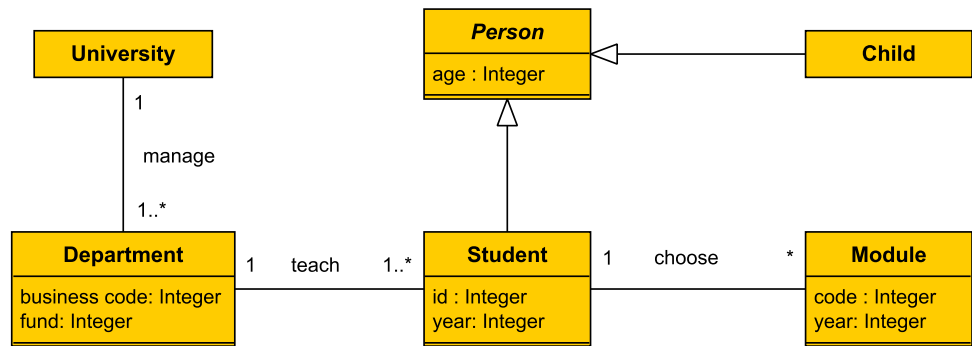 University
Person
age : Integer
Child
1
manage
1..*
Department
business code: Integer
fund: Integer
1 teach 1..*
Student
id : Integer
year: Integer
1 choose *
Module
code : Integer
year: Integer